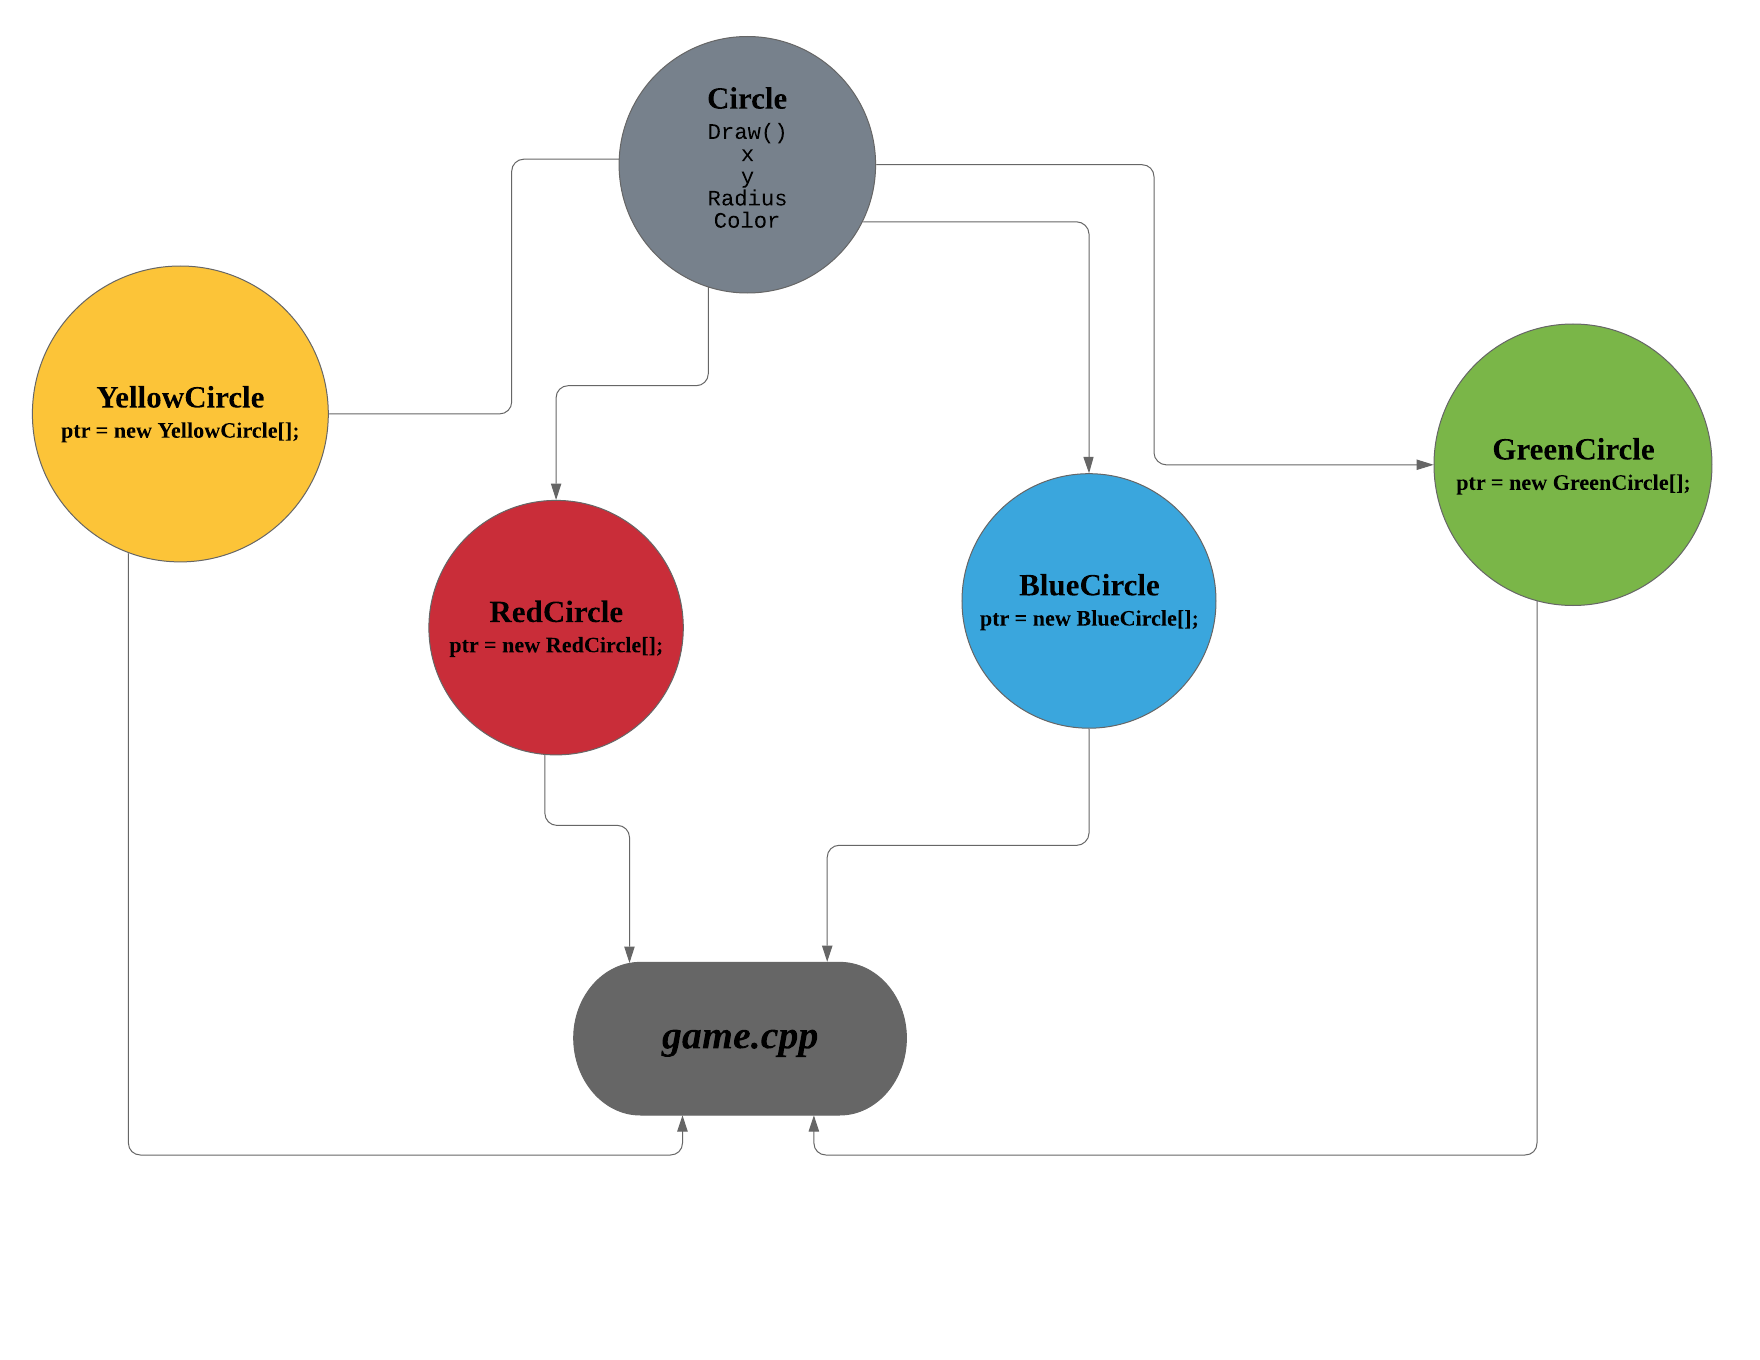 Circle
Draw()
x
y
Radius
Color
YellowCircle
ptr = new YellowCircle[];
GreenCircle
ptr = new GreenCircle[];
BlueCircle
ptr = new BlueCircle[];
RedCircle
ptr = new RedCircle[];
game.cpp